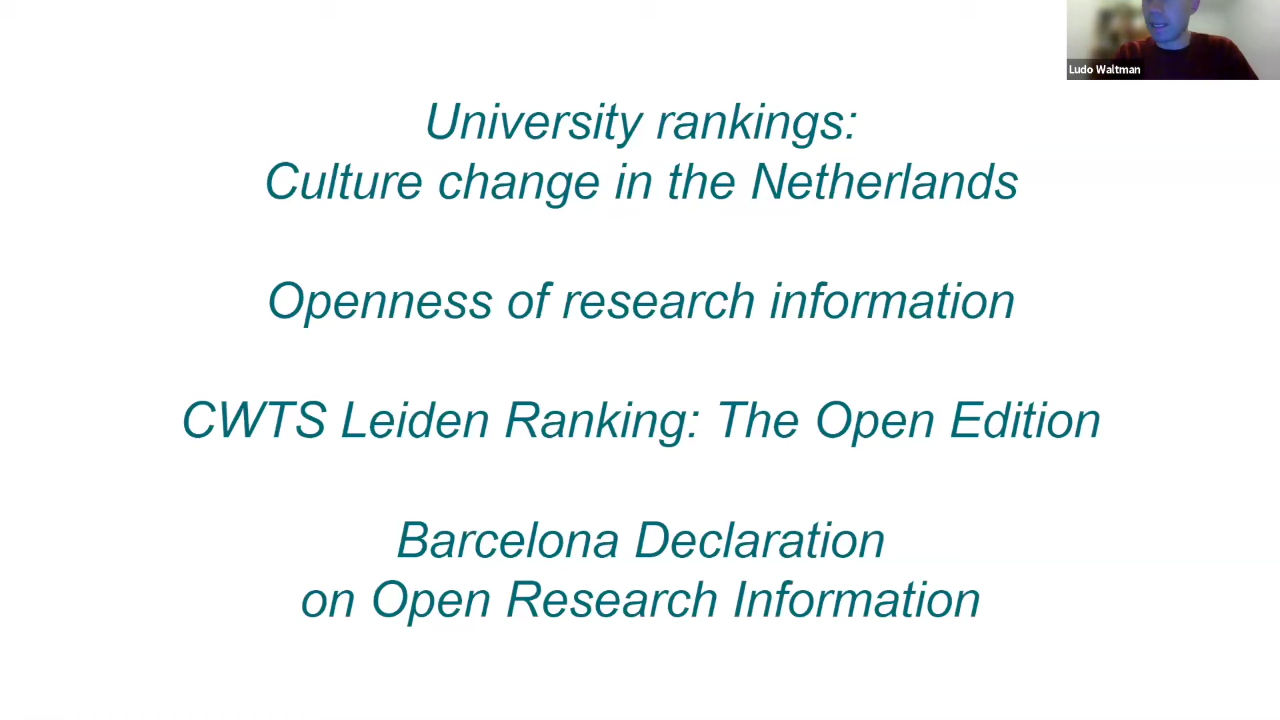 Ludo Waltman
University rankings:
Culture change in the Netherlands
Openness of research information
CWTS Leiden Ranking: The Open Edition
Barcelona Declaration
on Open Research Information